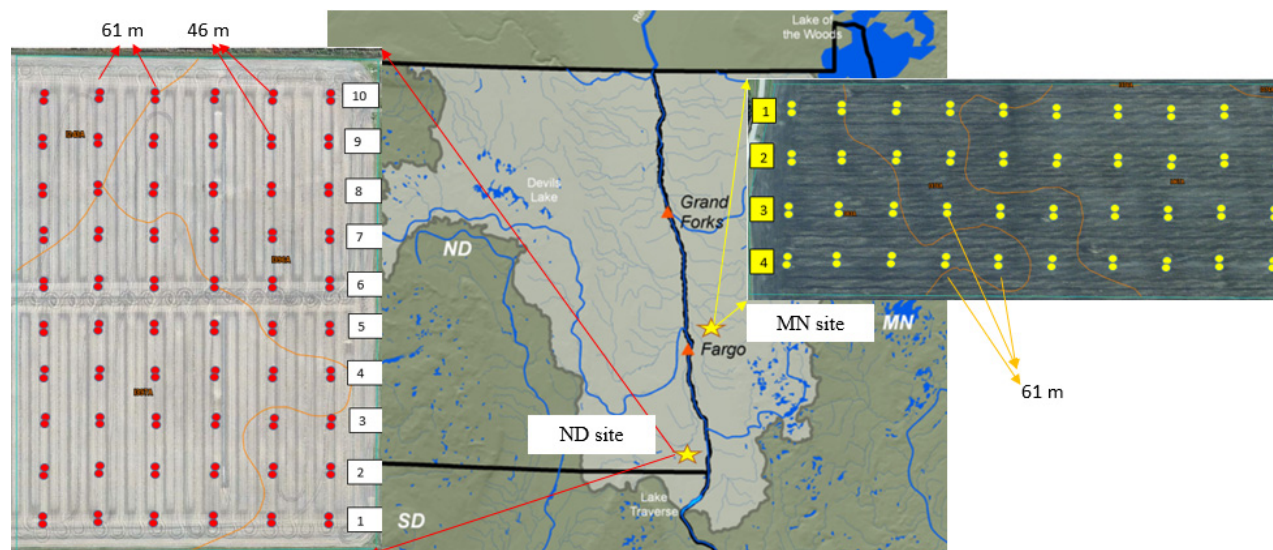 61 m
46 m
10
9
8
7
6
5
4
3
2
1
Lake of
the Woods
Devils
Lake
Grand
Forks
ND
Fargo
MN
ND site
MN site
SD
Lake
Traverse
1
2
3
4
61 m